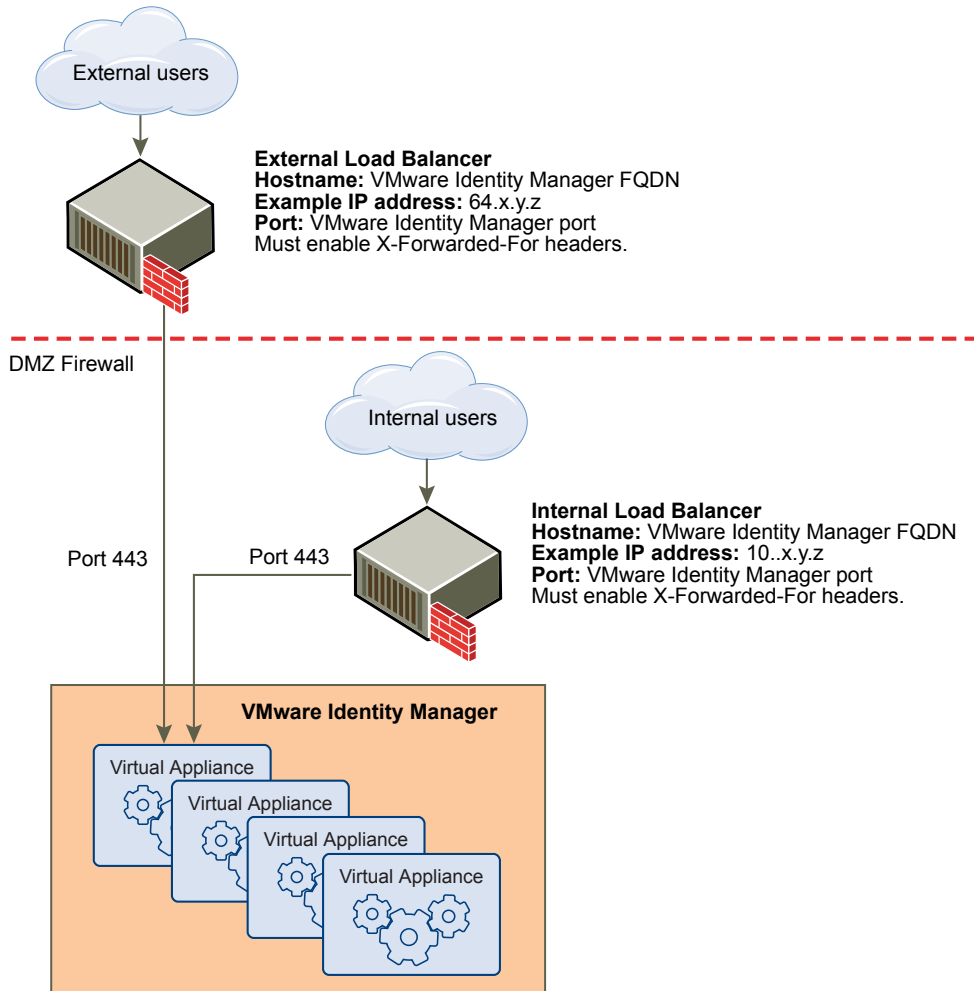 External users
External Load Balancer
Hostname: VMware Identity Manager FQDN
Example IP address: 64.x.y.z
Port: VMware Identity Manager port
Must enable X-Forwarded-For headers.
DMZ Firewall
Internal users
Internal Load Balancer
Hostname: VMware Identity Manager FQDN
Example IP address: 10..x.y.z
Port: VMware Identity Manager port
Must enable X-Forwarded-For headers.
Port 443
Port 443
VMware Identity Manager
Virtual Appliance
Virtual Appliance
Virtual Appliance
Virtual Appliance